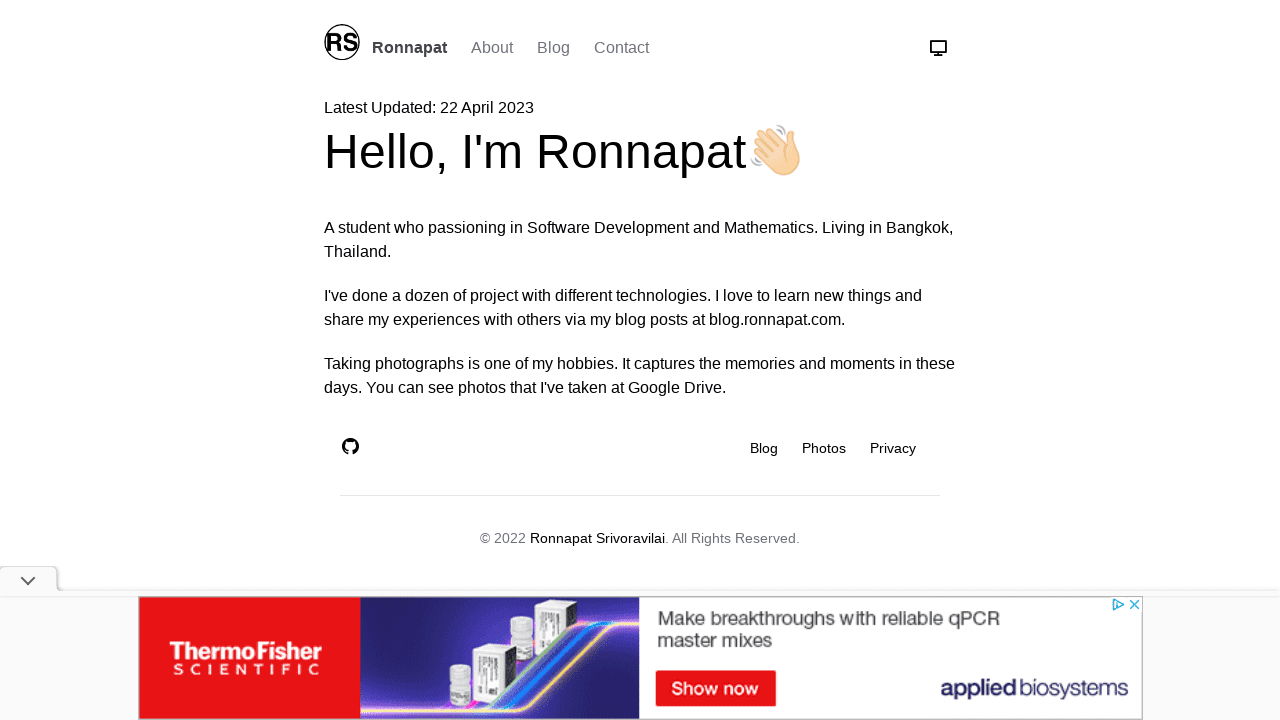 RS Ronnapat About Blog Contact
Latest Updated: 22 April 2023
Hello, I'm Ronnapat
A student who passioning in Software Development and Mathematics. Living in Bangkok,
Thailand.
I've done a dozen of project with different technologies. I love to learn new things and
share my experiences with others via my blog posts at blog.ronnapat.com.
Taking photographs is one of my hobbies. It captures the memories and moments in these
days. You can see photos that I've taken at Google Drive.
Blog Photos Privacy
© 2022 Ronnapat Srivoravilai. All Rights Reserved.
ThermoFisher
SCIENTIFIC
Make breakthroughs with reliable qPCR
master mixes
Show now
appliedbiosystems